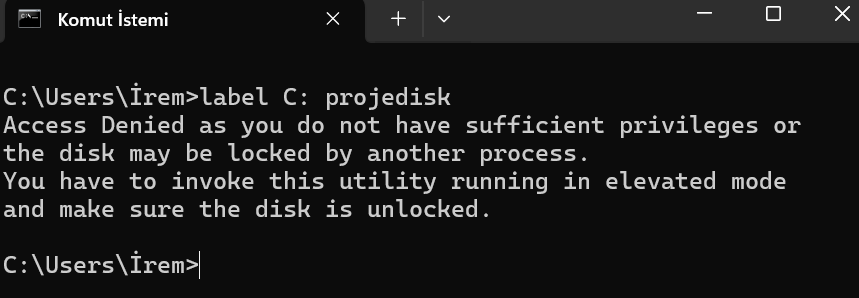 Komut İstemi
C:\Users\İrem>label C: projedisk
Access Denied as you do not have sufficient privileges or
the disk may be locked by another process.
You have to invoke this utility running in elevated mode
and make sure the disk is unlocked.
C:\Users\İrem>